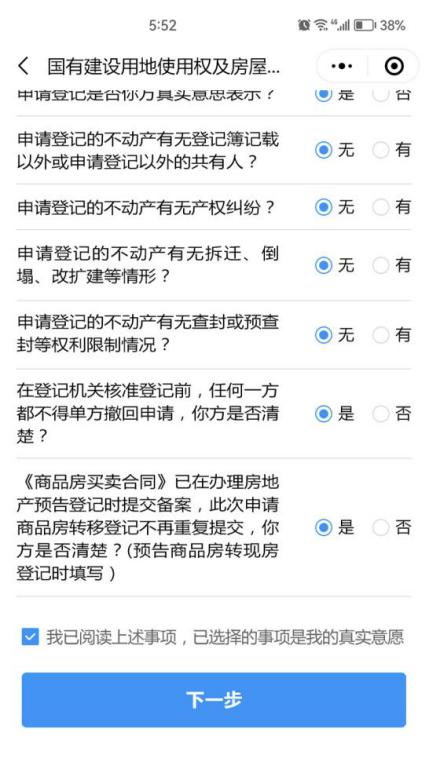 5:52
4G
38%
国有建设用地使用权及房屋...
申请登记是否你方真实意思表示？ 是 否
申请登记的不动产有无登记簿记载
以外或申请登记以外的共有人？ 无 有
申请登记的不动产有无产权纠纷？ 无 有
申请登记的不动产有无拆迁、倒
塌、改扩建等情形？ 无 有
申请登记的不动产有无查封或预查
封等权利限制情况？ 无 有
在登记机关核准登记前，任何一方
都不得单方撤回申请，你方是否清
楚？ 是 否
《商品房买卖合同》已在办理房地
产预告登记时提交备案，此次申请
商品房转移登记不再重复提交，你
方是否清楚？(预告商品房转现房
登记时填写） 是 否
我已阅读上述事项，已选择的事项是我的真实意愿
下一步